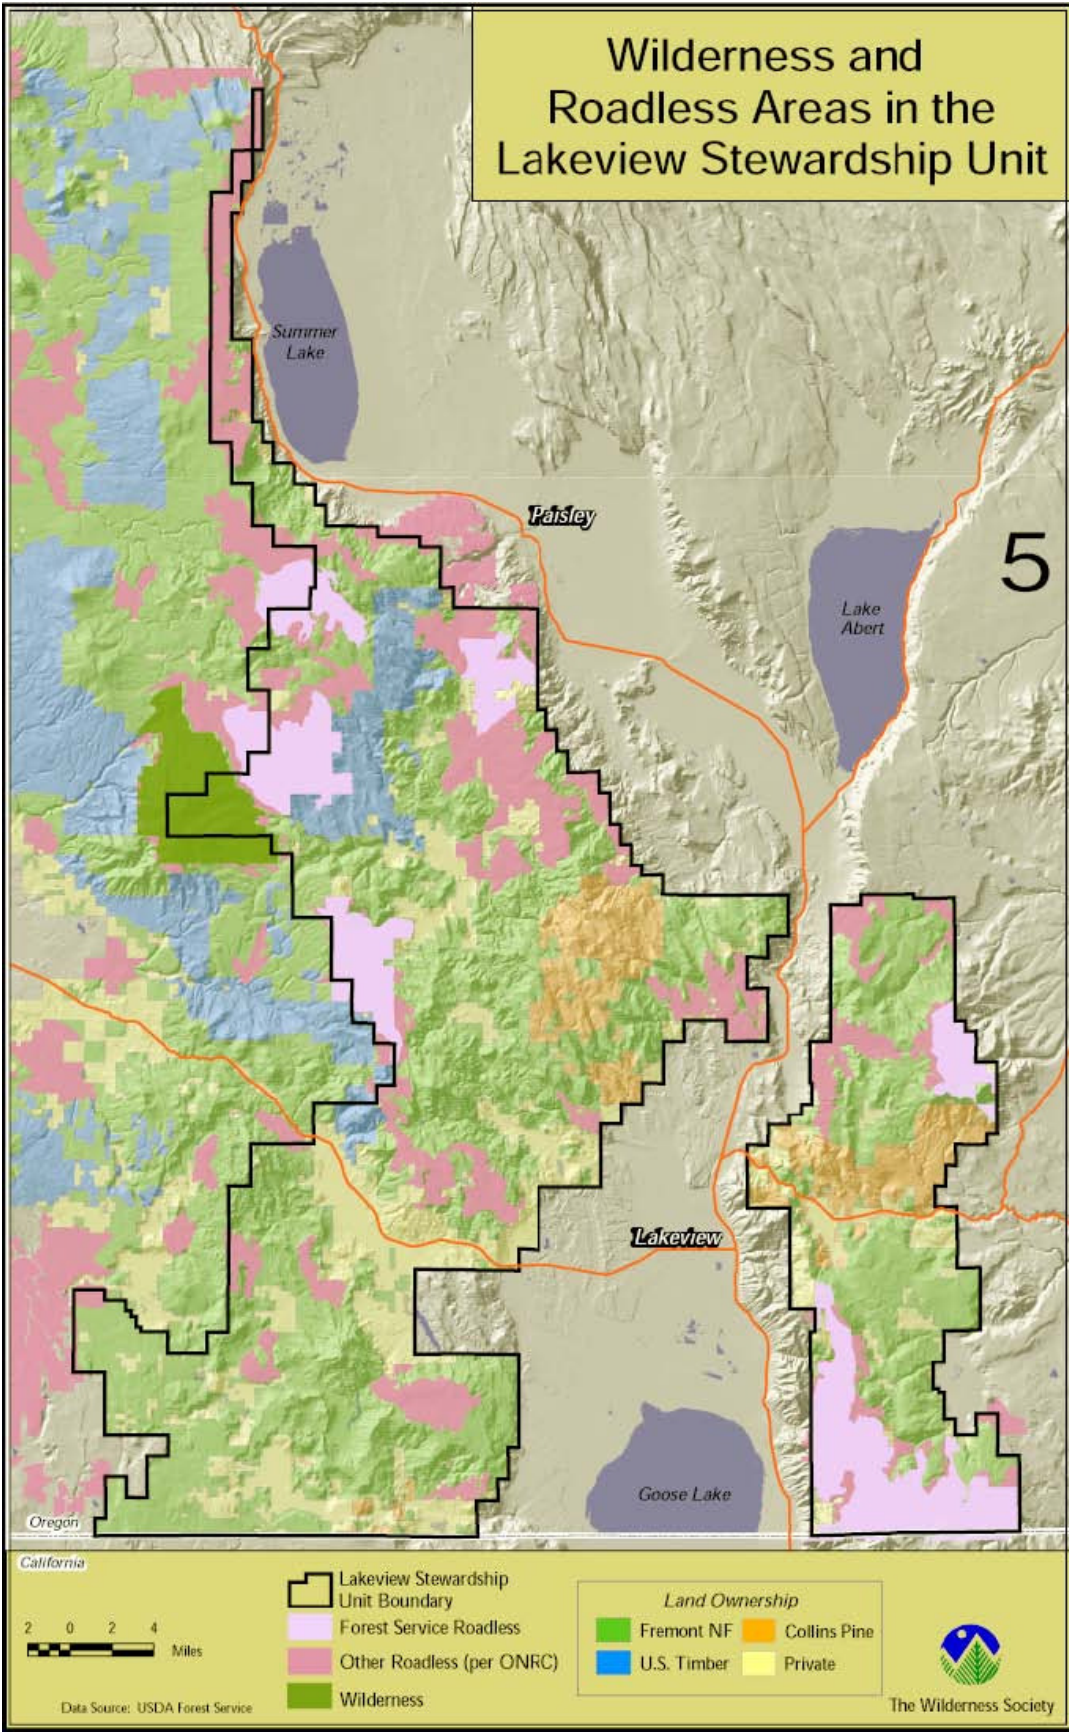 Wilderness and
Roadless Areas in the
Lakeview Stewardship Unit
Summer
Lake
Paisley
5
Lake
Abert
Lakeview
Goose Lake
Oregon
California
2 0 2 4
Miles
Data Source: USDA Forest Service
Lakeview Stewardship
Unit Boundary
Forest Service Roadless
Other Roadless (per ONRC)
Wilderness
Land Ownership
Fremont NF
Collins Pine
U.S. Timber
Private
The Wilderness Society